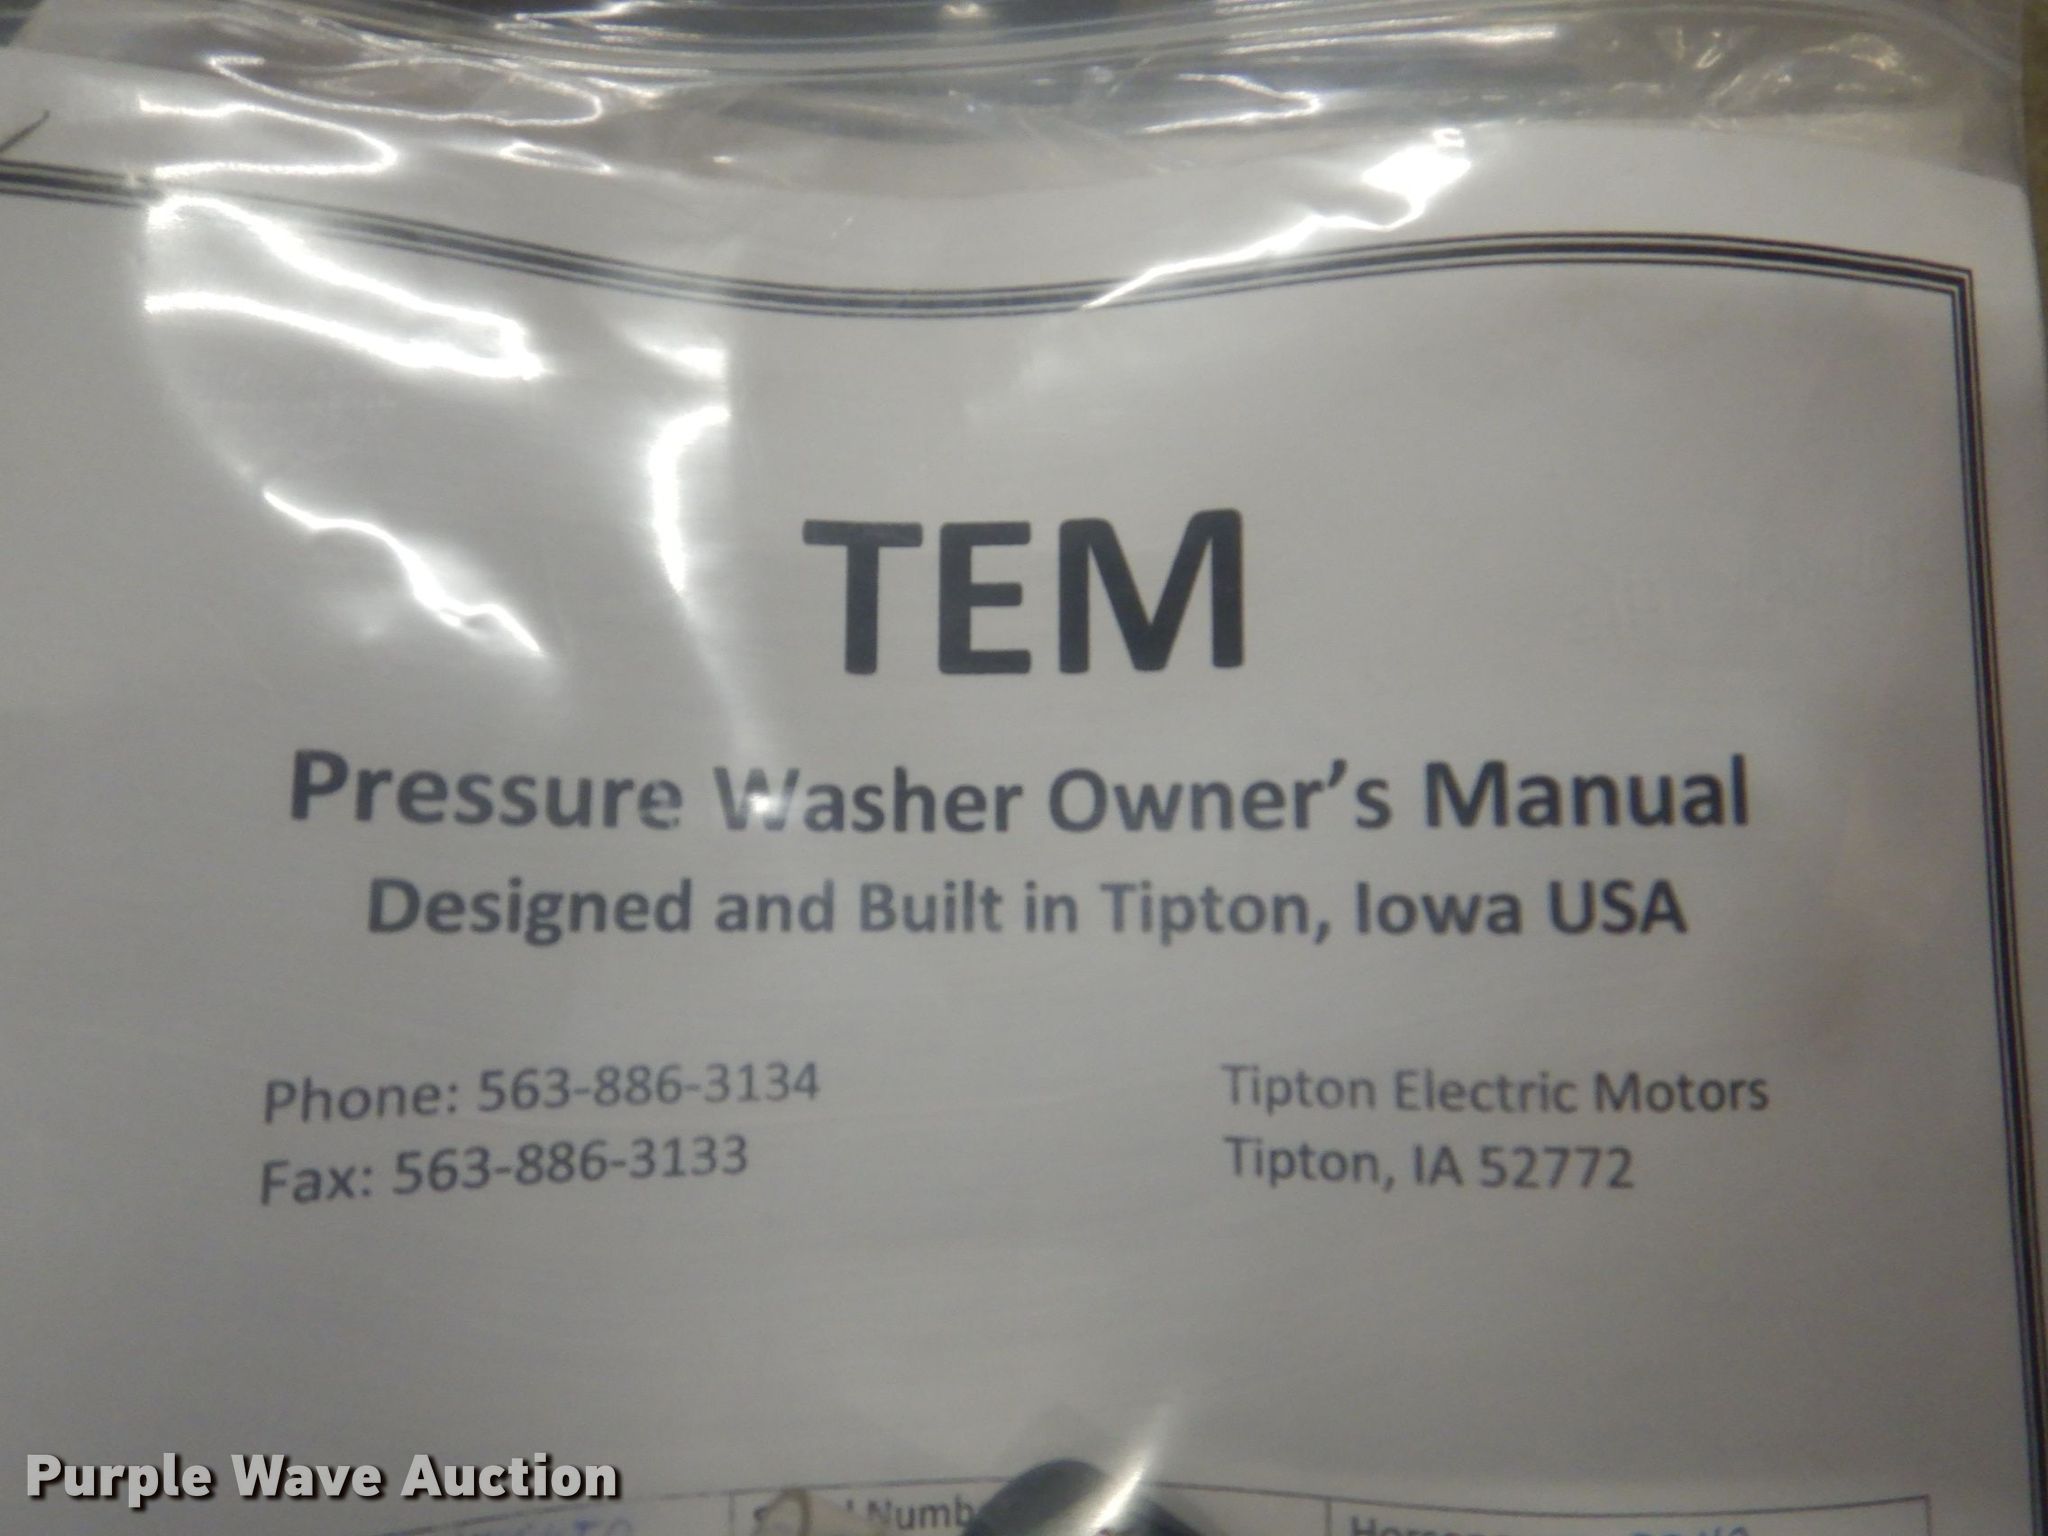 TEM
Pressure Washer Owner's Manual
Designed and Built in Tipton, Iowa USA
Phone: 563-886-3134
Fax: 563-886-3133
Tipton Electric Motors
Tipton, IA 52772
Purple Wave Auction